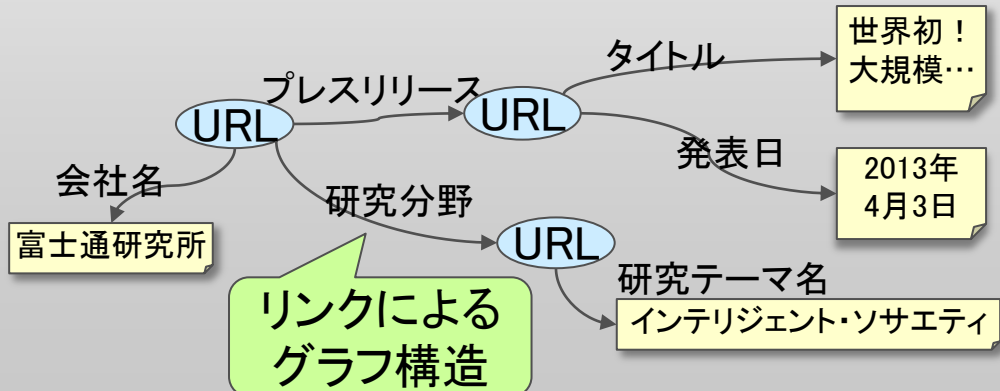 世界初！
大規模…
タイトル
プレスリリース
URL
URL
発表日
2013年
4月3日
会社名
研究分野
富士通研究所
URL
研究テーマ名
インテリジェント・ソサエティ
リンクによる
グラフ構造